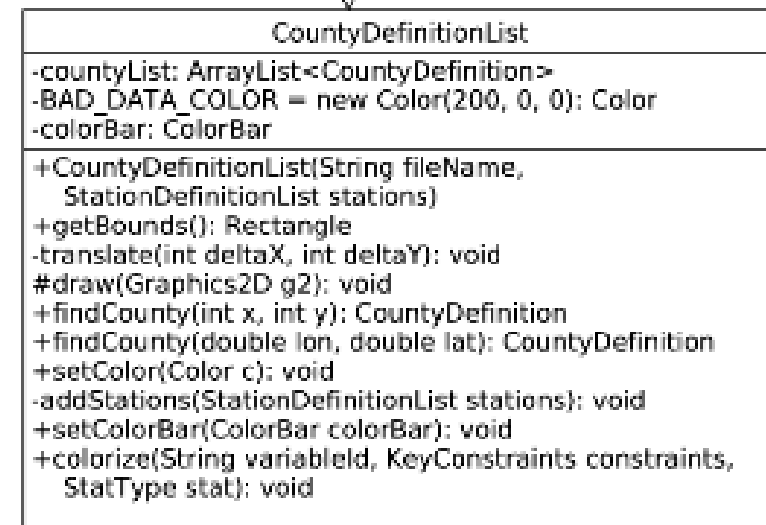 CountyDefinitionList
-countyList: ArrayList<CountyDefinition>
-BAD_DATA_COLOR = new Color(200, 0, 0): Color
-colorBar: ColorBar
+CountyDefinitionList(String fileName,
StationDefinitionList stations)
+getBounds(): Rectangle
-translate(int deltaX, int deltaY): void
#draw(Graphics2D g2): void
+findCounty(int x, int y): CountyDefinition
+findCounty(double lon, double lat): CountyDefinition
+setColor(Color c): void
-addStations(StationDefinitionList stations): void
+setColorBar(ColorBar colorBar): void
+colorize(String variableId, KeyConstraints constraints,
StatType stat): void